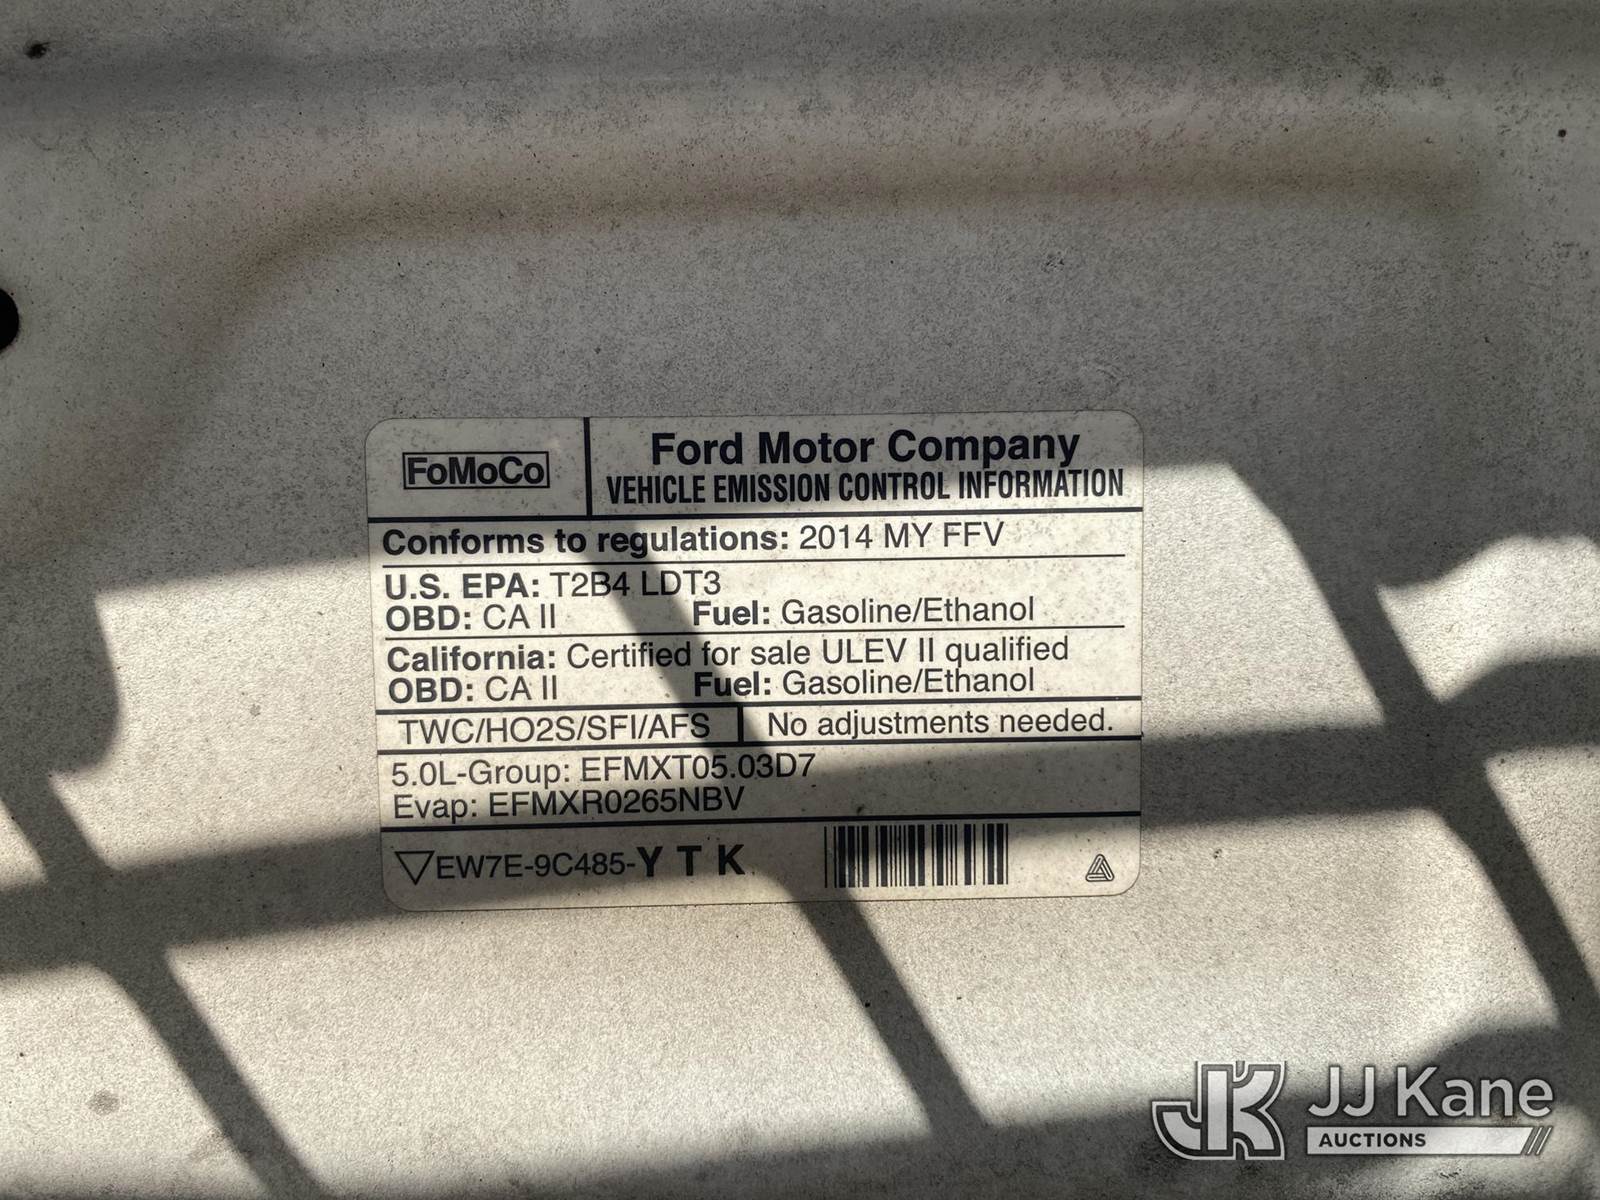 FoMoCo
Ford Motor Company
VEHICLE EMISSION CONTROL INFORMATION
Conforms to regulations: 2014 MY FFV
U.S. EPA: T2B4 LDT3
OBD: CA II Fuel: Gasoline/Ethanol
California: Certified for sale ULEV II qualified
OBD: CA II Fuel: Gasoline/Ethanol
TWC/HO2S/SFI/AFS No adjustments needed.
5.0L-Group: EFMXT05.03D7
Evap: EFMXR0265NBV
EW7E-9C485-Y T K
JK JJ Kane
AUCTIONS